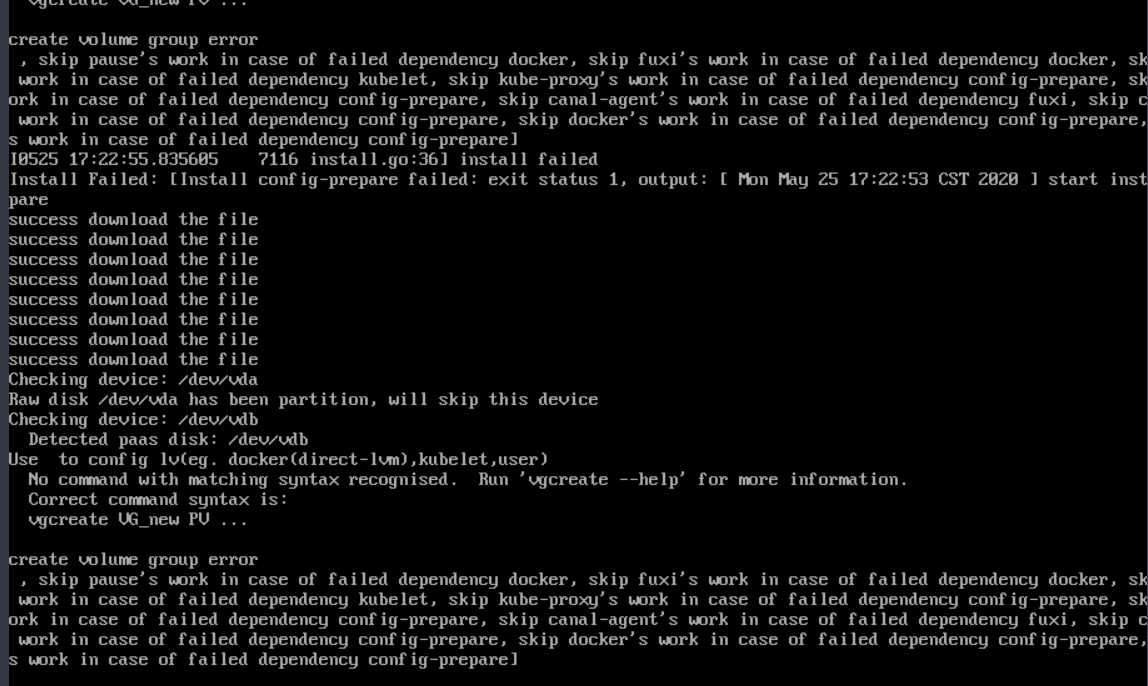 vgcreate VG_new PV ...
create volume group error
, skip pause's work in case of failed dependency docker, skip fuxi's work in case of failed dependency docker, sk
work in case of failed dependency kubelet, skip kube-proxy's work in case of failed dependency config-prepare, sk
ork in case of failed dependency config-prepare, skip canal-agent's work in case of failed dependency fuxi, skip c
work in case of failed dependency config-prepare, skip docker's work in case of failed dependency config-prepare,
s work in case of failed dependency config-prepare]
I0525 17:22:55.835605    7116 install.go:36] install failed
Install Failed: [Install config-prepare failed: exit status 1, output: [ Mon May 25 17:22:53 CST 2020 ] start inst
pare
success download the file
success download the file
success download the file
success download the file
success download the file
success download the file
success download the file
success download the file
Checking device: /dev/vda
Raw disk /dev/vda has been partition, will skip this device
Checking device: /dev/vdb
Detected paas disk: /dev/vdb
Use  to config lv(eg. docker(direct-lvm),kubelet,user)
No command with matching syntax recognised.  Run 'vgcreate --help' for more information.
Correct command syntax is:
vgcreate VG_new PV ...
create volume group error
, skip pause's work in case of failed dependency docker, skip fuxi's work in case of failed dependency docker, sk
work in case of failed dependency kubelet, skip kube-proxy's work in case of failed dependency config-prepare, sk
ork in case of failed dependency config-prepare, skip canal-agent's work in case of failed dependency fuxi, skip c
work in case of failed dependency config-prepare, skip docker's work in case of failed dependency config-prepare,
s work in case of failed dependency config-prepare]